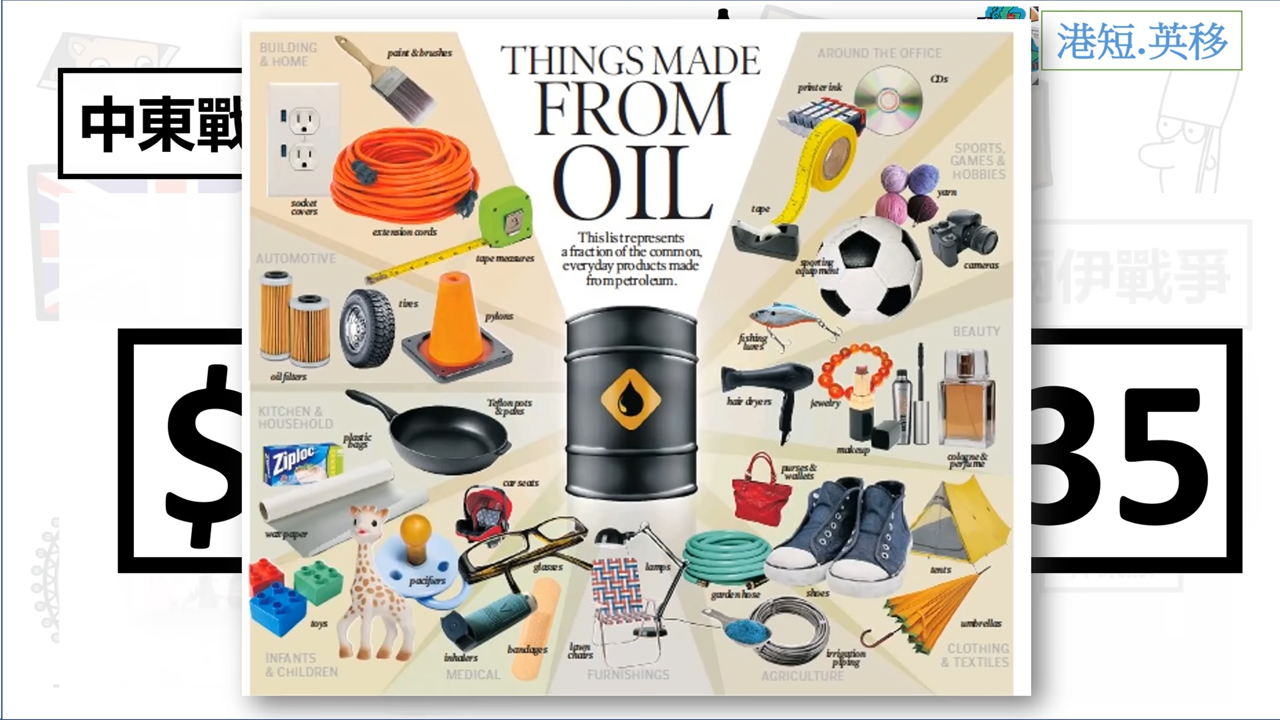 港短.英移
中東戰
伊戰爭
$
35
THINGS MADE
FROM
OIL
This list represents
a fraction of the common,
everyday products made
from petroleum.
BUILDING
& HOME
paint & brushes
socket
covers
extension cords
tape measures
AUTOMOTIVE
tires
pylons
oil filters
KITCHEN &
HOUSEHOLD
Teflon pots
& pans
plastic
bags
Ziploc
wax paper
car seats
pacifiers
toys
INFANTS
& CHILDREN
glasses
inhalers
bandages
MEDICAL
lamps
lawn
chairs
FURNISHINGS
garden hose
irrigation
piping
AGRICULTURE
purses &
wallets
shoes
tents
umbrellas
CLOTHING
& TEXTILES
AROUND THE OFFICE
printer ink
CDs
tape
SPORTS,
GAMES &
HOBBIES
yarn
sporting
equipment
cameras
fishing
lures
BEAUTY
hair dryers
jewelry
makeup
cologne &
perfume